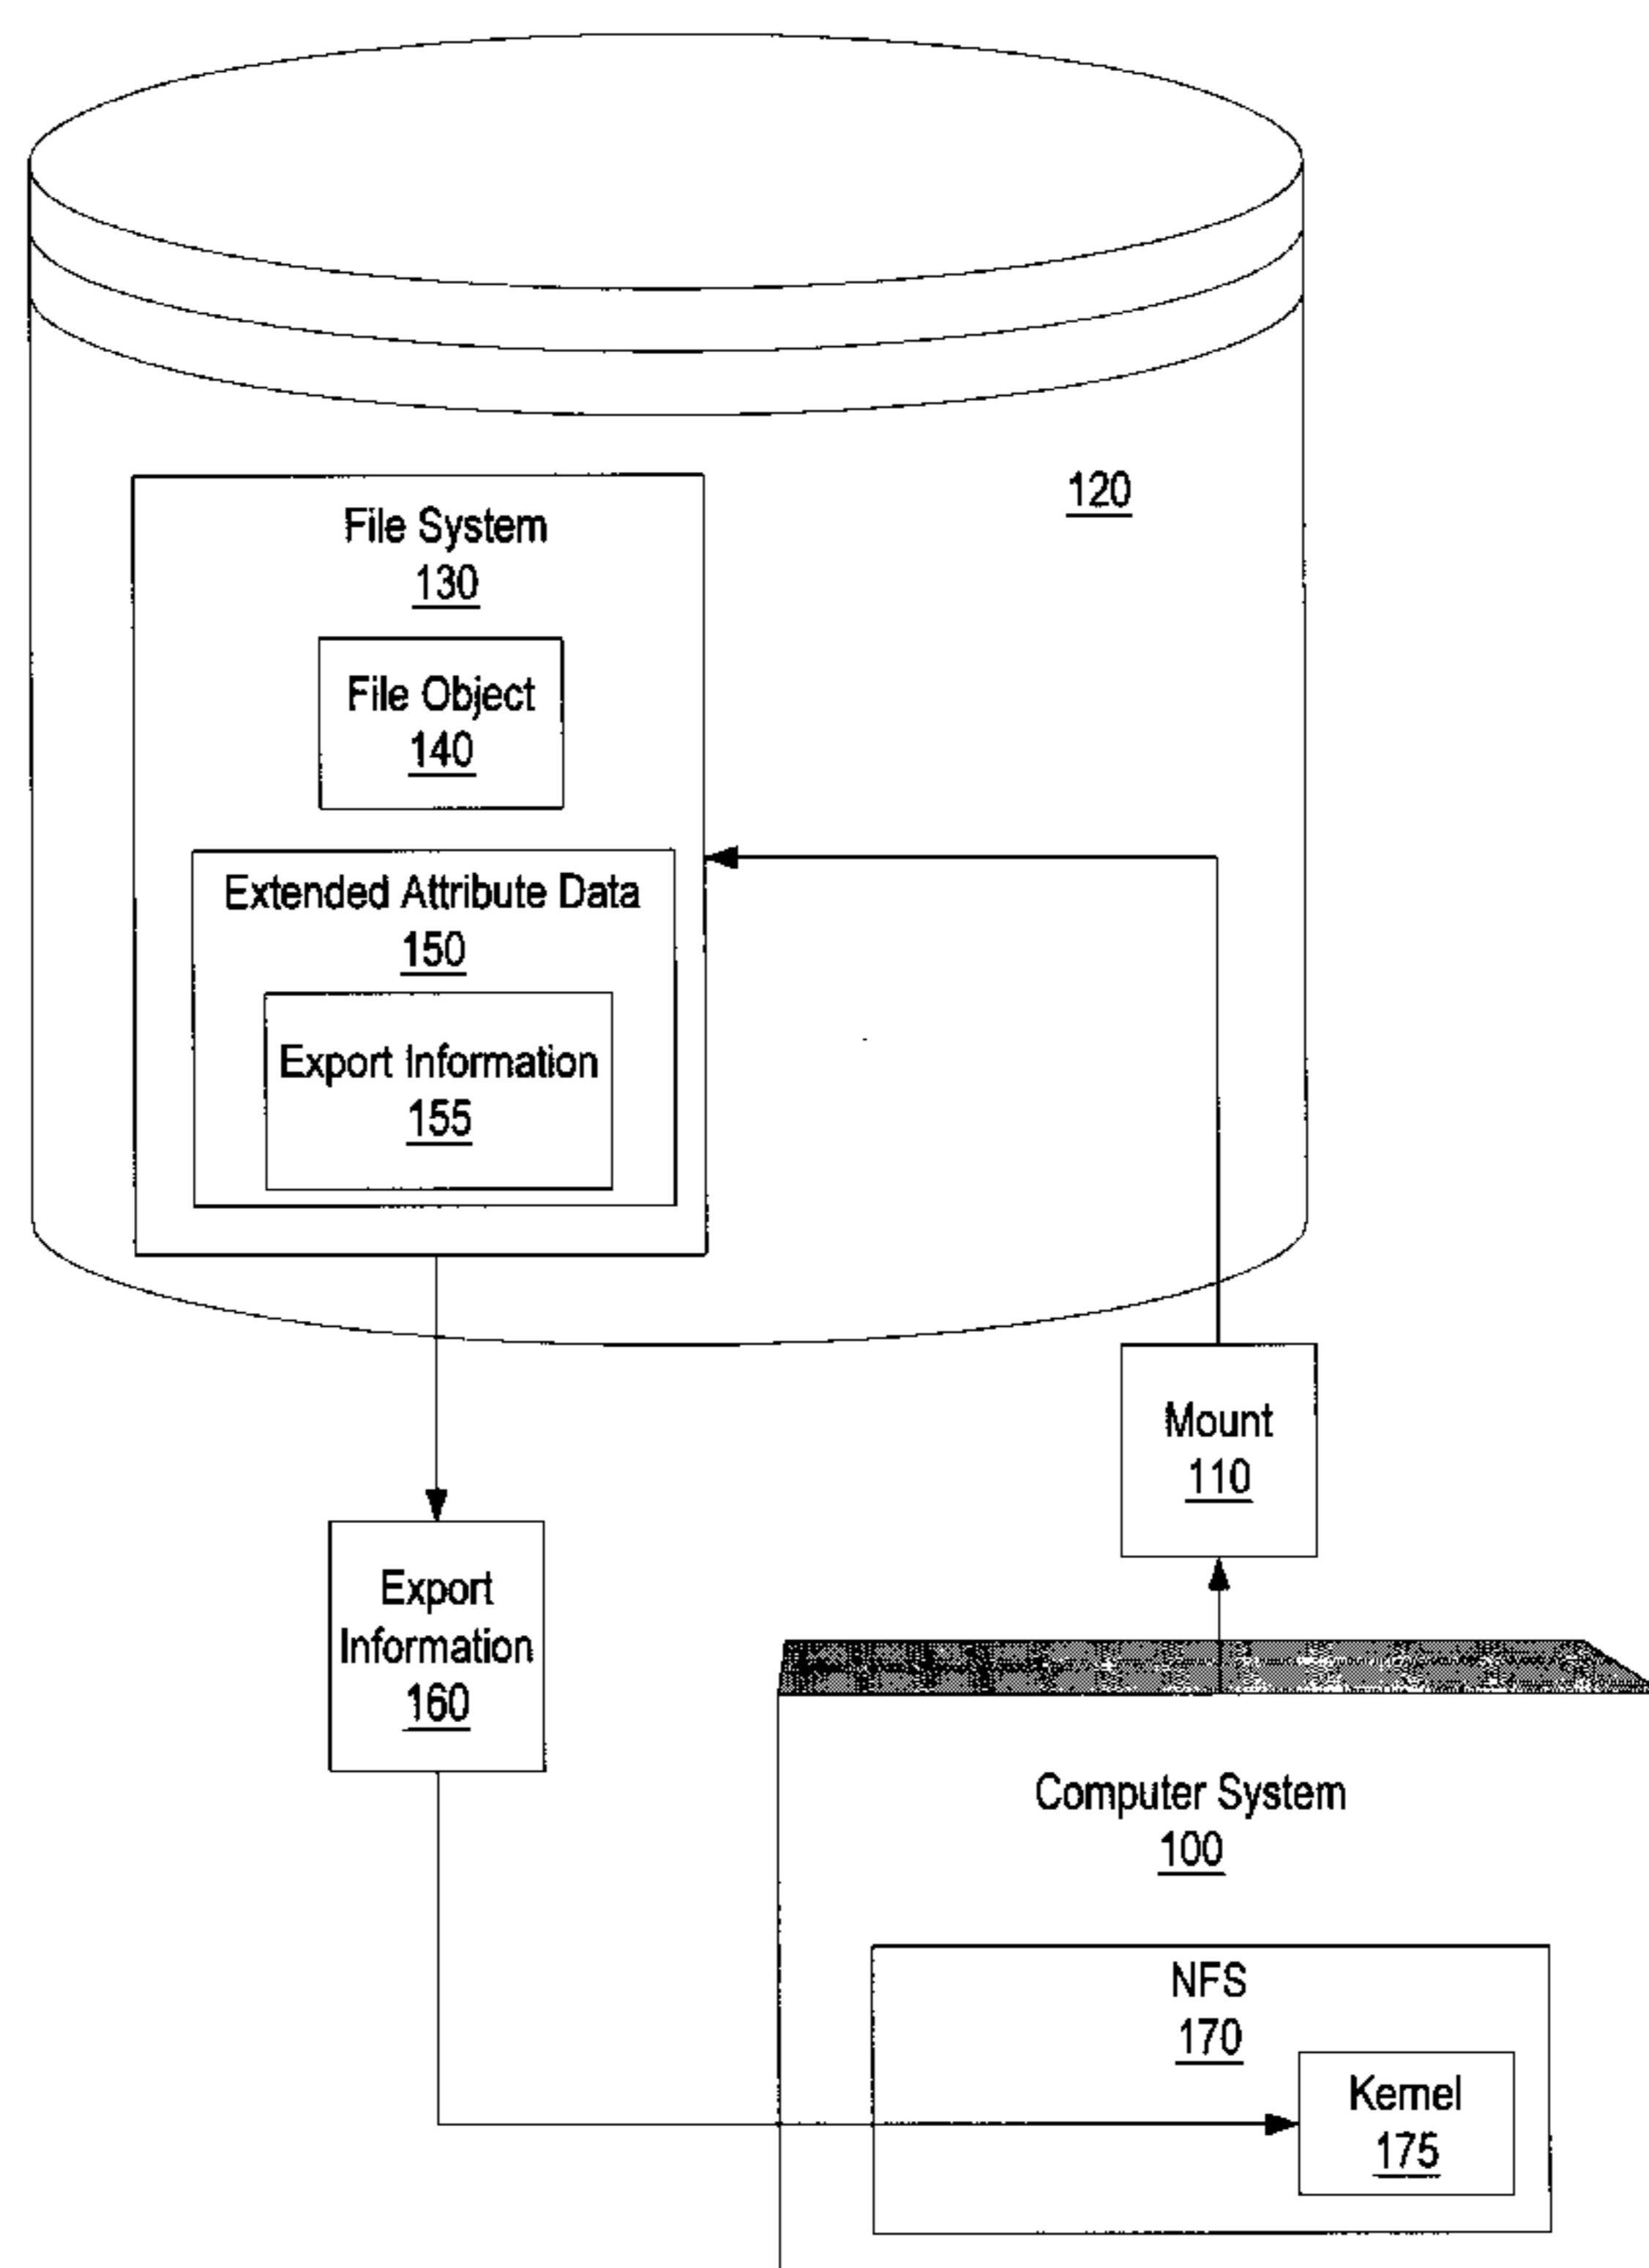 120
File System
130
File Object
140
Extended Attribute Data
150
Export Information
155
Mount
110
Export
Information
160
Computer System
100
NFS
170
Kernel
175